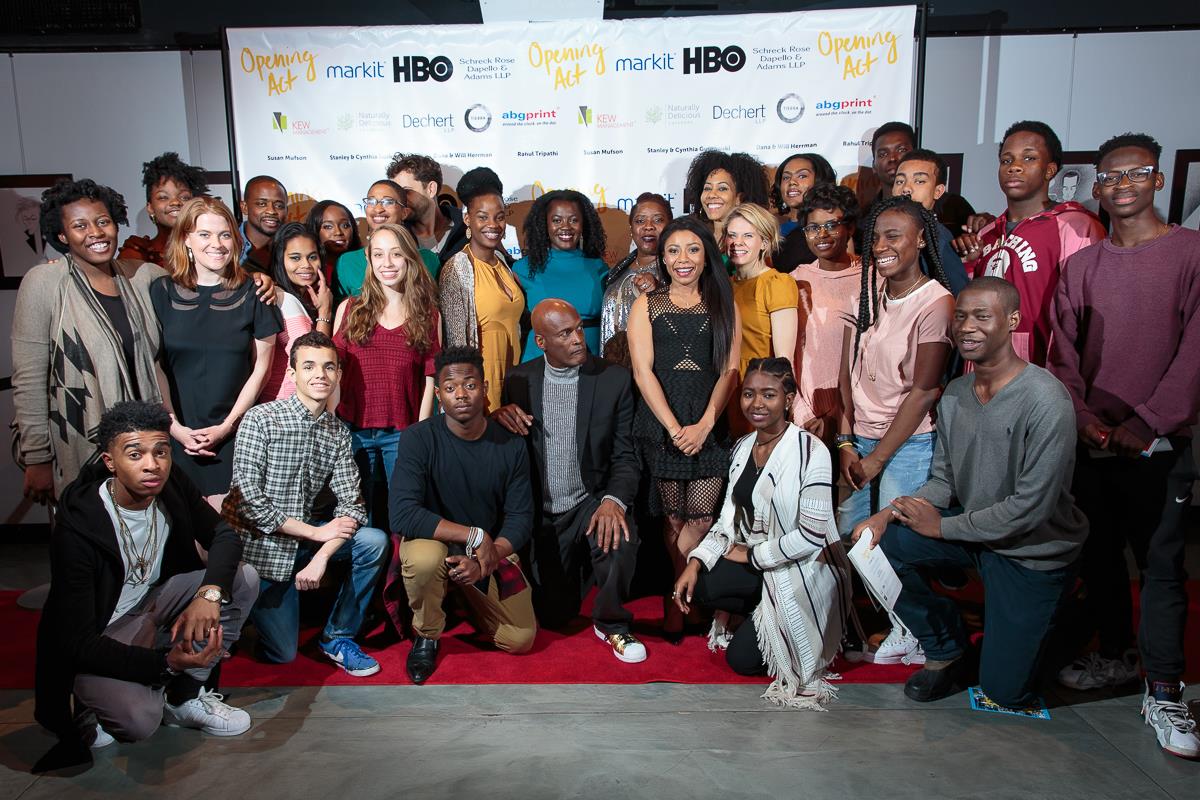 Opening Act
markit
HBO
Schreck Rose Dapello & Adams LLP
Opening Act
markit
HBO
Schreck Rose Dapello & Adams LLP
Opening Act
KEW MANAGEMENT
Naturally Delicious
Dechert LLP
abgprint
around the clock. on the dot.
KEW MANAGEMENT
Naturally Delicious
Dechert LLP
abgprint
around the clock. on the dot.
Susan Mufson
Stanley & Cynthia
Dana & Will Herrman
Rahul Tripathi
Susan Mufson
Stanley & Cynthia
Dana & Will Herrman
Rahul